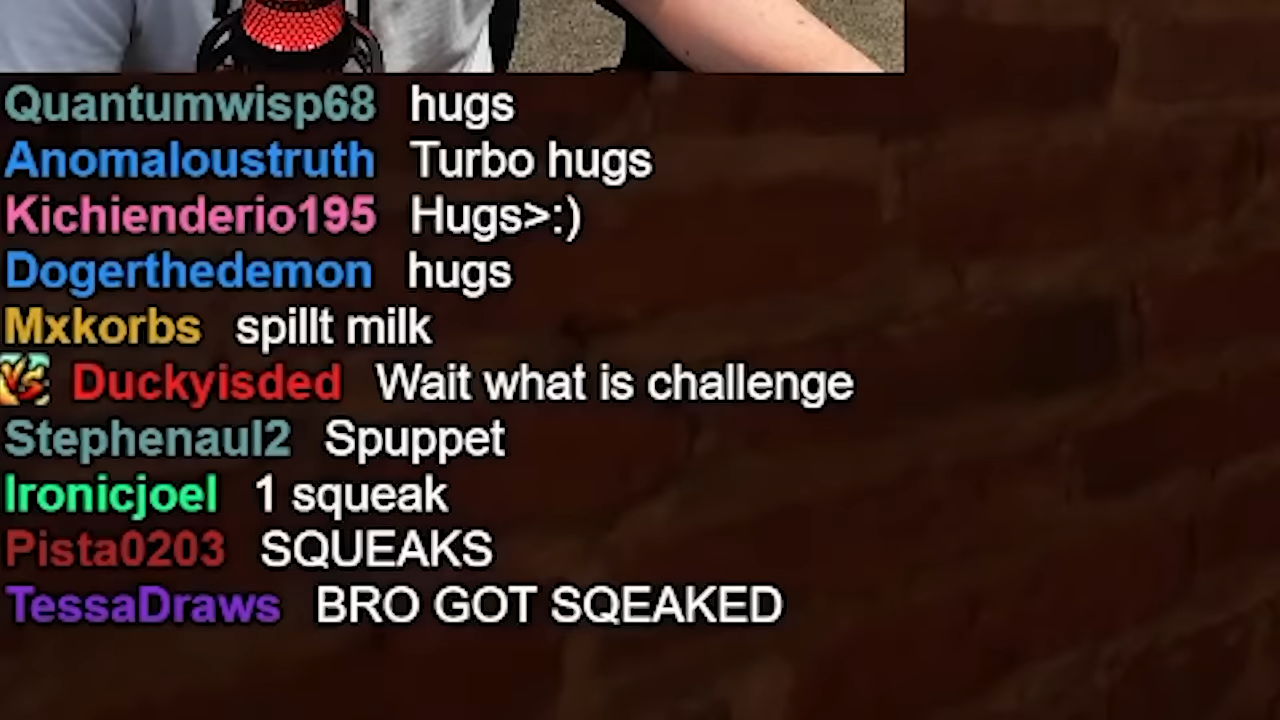 Quantumwisp68 hugs
Anomaloustruth Turbo hugs
Kichienderio195 Hugs>:)
Dogerthedemon hugs
Mxkorbs spillt milk
Duckyisded Wait what is challenge
Stephenaul2 Spuppet
Ironicjoel 1 squeak
Pista0203 SQUEAKS
TessaDraws BRO GOT SQEAKED